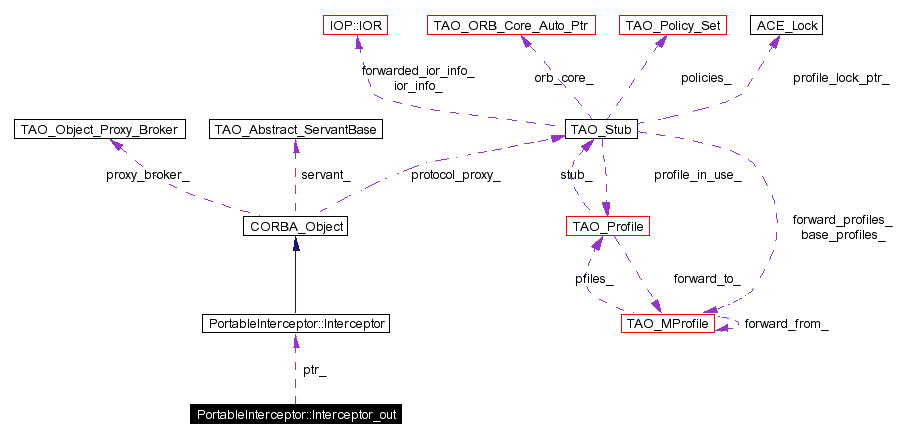 IOP::IOR
TAO_ORB_Core_Auto_Ptr
TAO_Policy_Set
ACE_Lock
forwarded_ior_info_
ior_info_
orb_core_
policies_
profile_lock_ptr_
TAO_Object_Proxy_Broker
TAO_Abstract_ServantBase
TAO_Stub
proxy_broker_
servant_
protocol_proxy_
stub_
profile_in_use_
CORBA_Object
TAO_Profile
forward_profiles_
base_profiles_
pfiles_
forward_to_
PortableInterceptor::Interceptor
TAO_MProfile
forward_from_
ptr_
PortableInterceptor::Interceptor_out